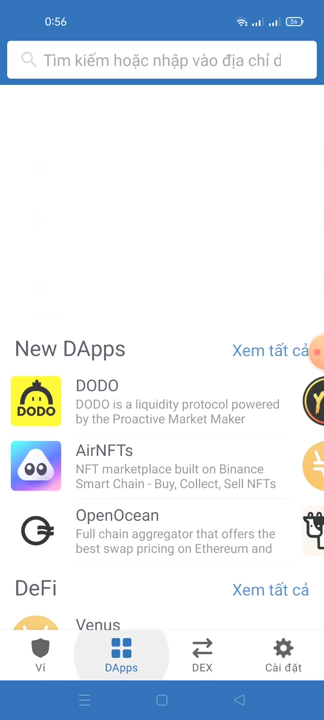 0:56
56
Tìm kiếm hoặc nhập vào địa chỉ d
New DApps
Xem tất cả
DODO
DODO
DODO is a liquidity protocol powered
by the Proactive Market Maker
AirNFTs
NFT marketplace built on Binance
Smart Chain - Buy, Collect, Sell NFTs
OpenOcean
Full chain aggregator that offers the
best swap pricing on Ethereum and
DeFi
Xem tất cả
Venus
Ví
DApps
DEX
Cài đặt